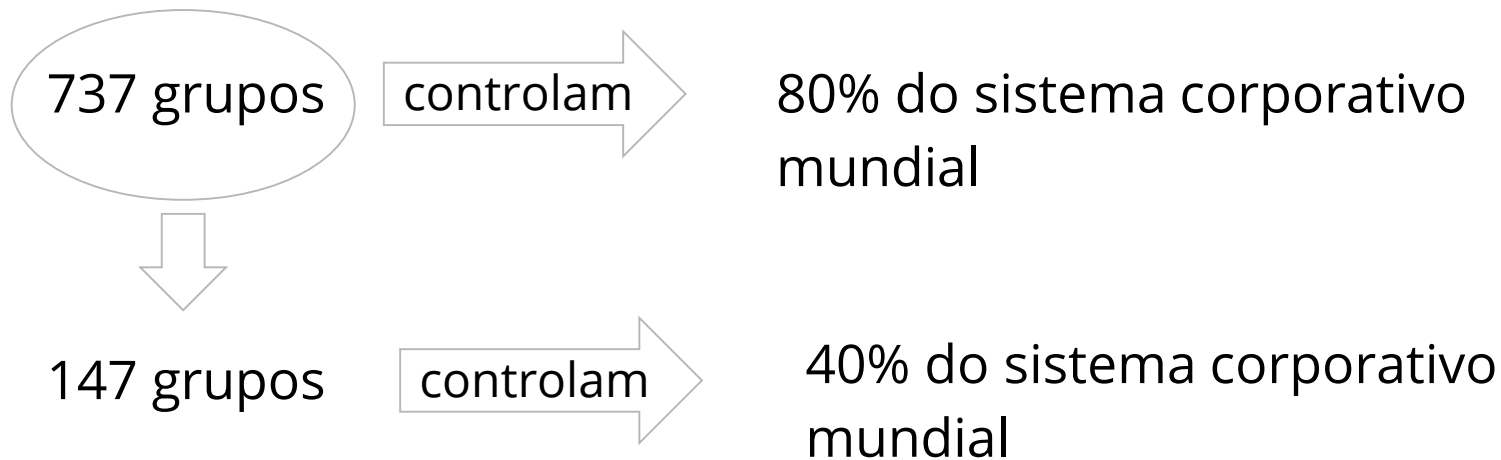 737 grupos
controlam
80% do sistema corporativo
mundial
147 grupos
controlam
40% do sistema corporativo
mundial